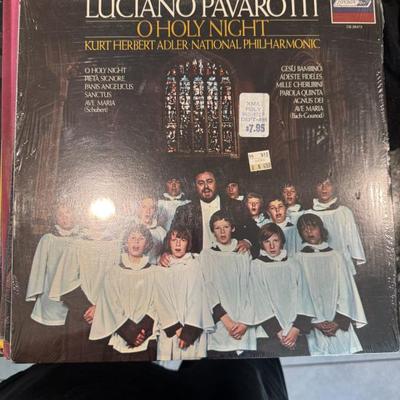 LUCIANO PAVAROTTI
O HOLY NIGHT
KURT HERBERT ADLER NATIONAL PHILHARMONIC
O HOLY NIGHT
PIETÀ SIGNORE
PANIS ANGELICUS
SANCTUS
AVE MARIA
(Schubert)
GESÙ BAMBINO
ADESTE FIDELES
MILLE CHERUBINI
PAROLA QUINTA
AGNUS DEI
AVE MARIA
(Bach-Gounod)
$7.95